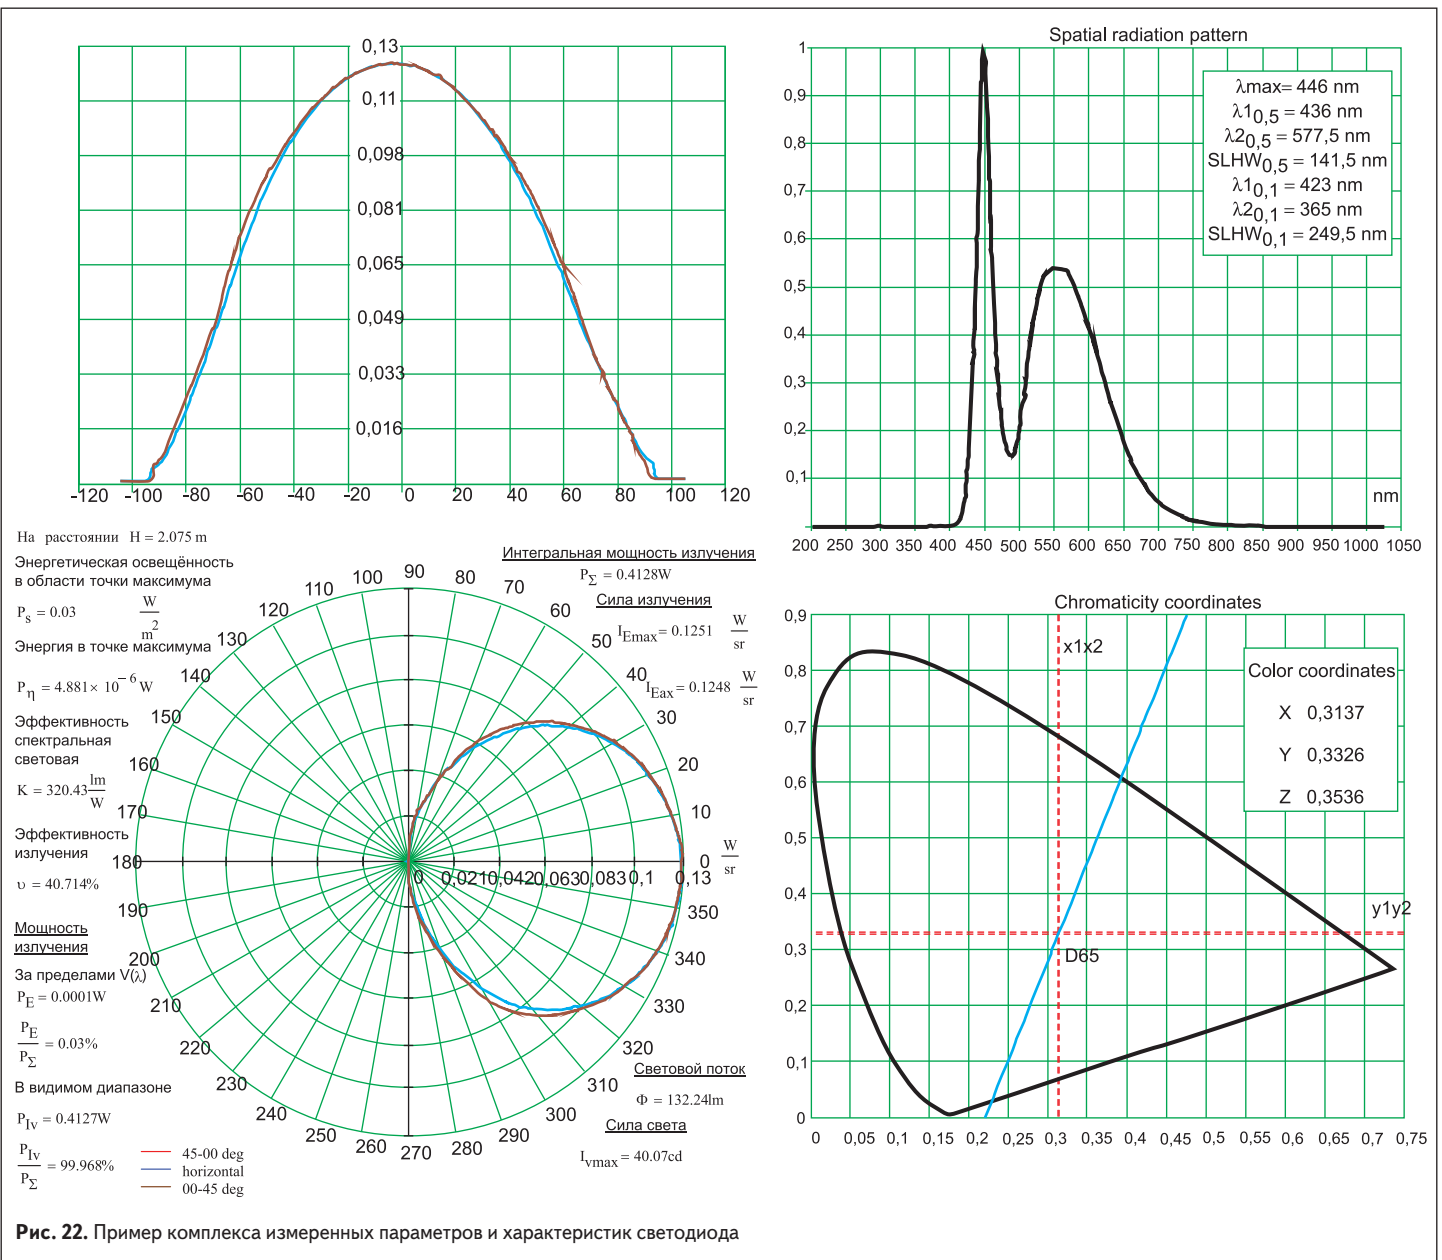 0,13
0,11
0,098
0,081
0,065
0,049
0,033
0,016
-120 -100 -80 -60 -40 -20 0 20 40 60 80 100 120
Spatial radiation pattern
1
0,9
0,8
0,7
0,6
0,5
0,4
0,3
0,2
0,1
λmax= 446 nm
λ10,5 = 436 nm
λ20,5 = 577,5 nm
SLHW0,5 = 141,5 nm
λ10,1 = 423 nm
λ20,1 = 365 nm
SLHW0,1 = 249,5 nm
nm
200 250 300 350 400 450 500 550 600 650 700 750 800 850 900 950 1000 1050
На расстоянии H = 2.075 m
Энергетическая освещённость
в области точки максимума
Ps = 0.03 W/m²
Энергия в точке максимума
Pη = 4.881× 10⁻⁶ W
Эффективность
спектральная
световая
K = 320.43 lm/W
Эффективность
излучения
υ = 40.714%
Мощность
излучения
За пределами V(λ)
PE = 0.0001W
PE/PΣ = 0.03%
В видимом диапазоне
PIv = 0.4127W
PIv/PΣ = 99.968%
45-00 deg
horizontal
00-45 deg
Интегральная мощность излучения
PΣ = 0.4128W
Сила излучения
IEmax = 0.1251 W/sr
IEax = 0.1248 W/sr
90
100 80
110 70
120 60
130 50
140 40
150 30
160 20
170 10
180 0 W/sr
0 0,021 0,042 0,063 0,083 0,1 0,13
190 350
200 340
210 330
220 320
230 310
240 300
250 290
260 280
270
Световой поток
Φ = 132.24lm
Сила света
Ivmax = 40.07cd
Chromaticity coordinates
0,9
0,8
0,7
0,6
0,5
0,4
0,3
0,2
0,1
0
x1x2
Color coordinates
X 0,3137
Y 0,3326
Z 0,3536
y1y2
D65
0 0,05 0,1 0,15 0,2 0,25 0,3 0,35 0,4 0,45 0,5 0,55 0,6 0,65 0,7 0,75
Рис. 22. Пример комплекса измеренных параметров и характеристик светодиода